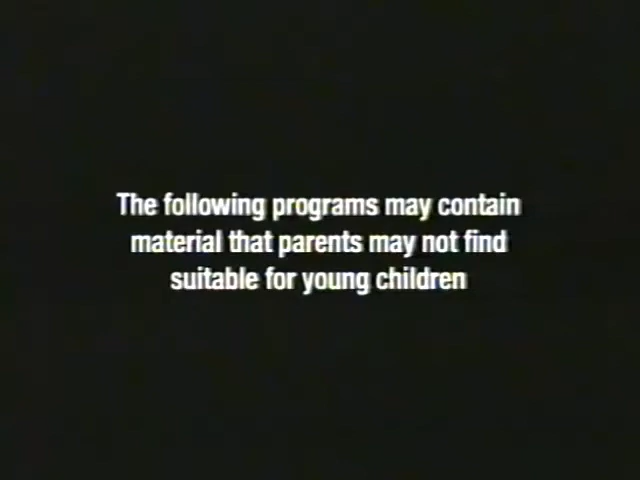 The following programs may contain
material that parents may not find
suitable for young children